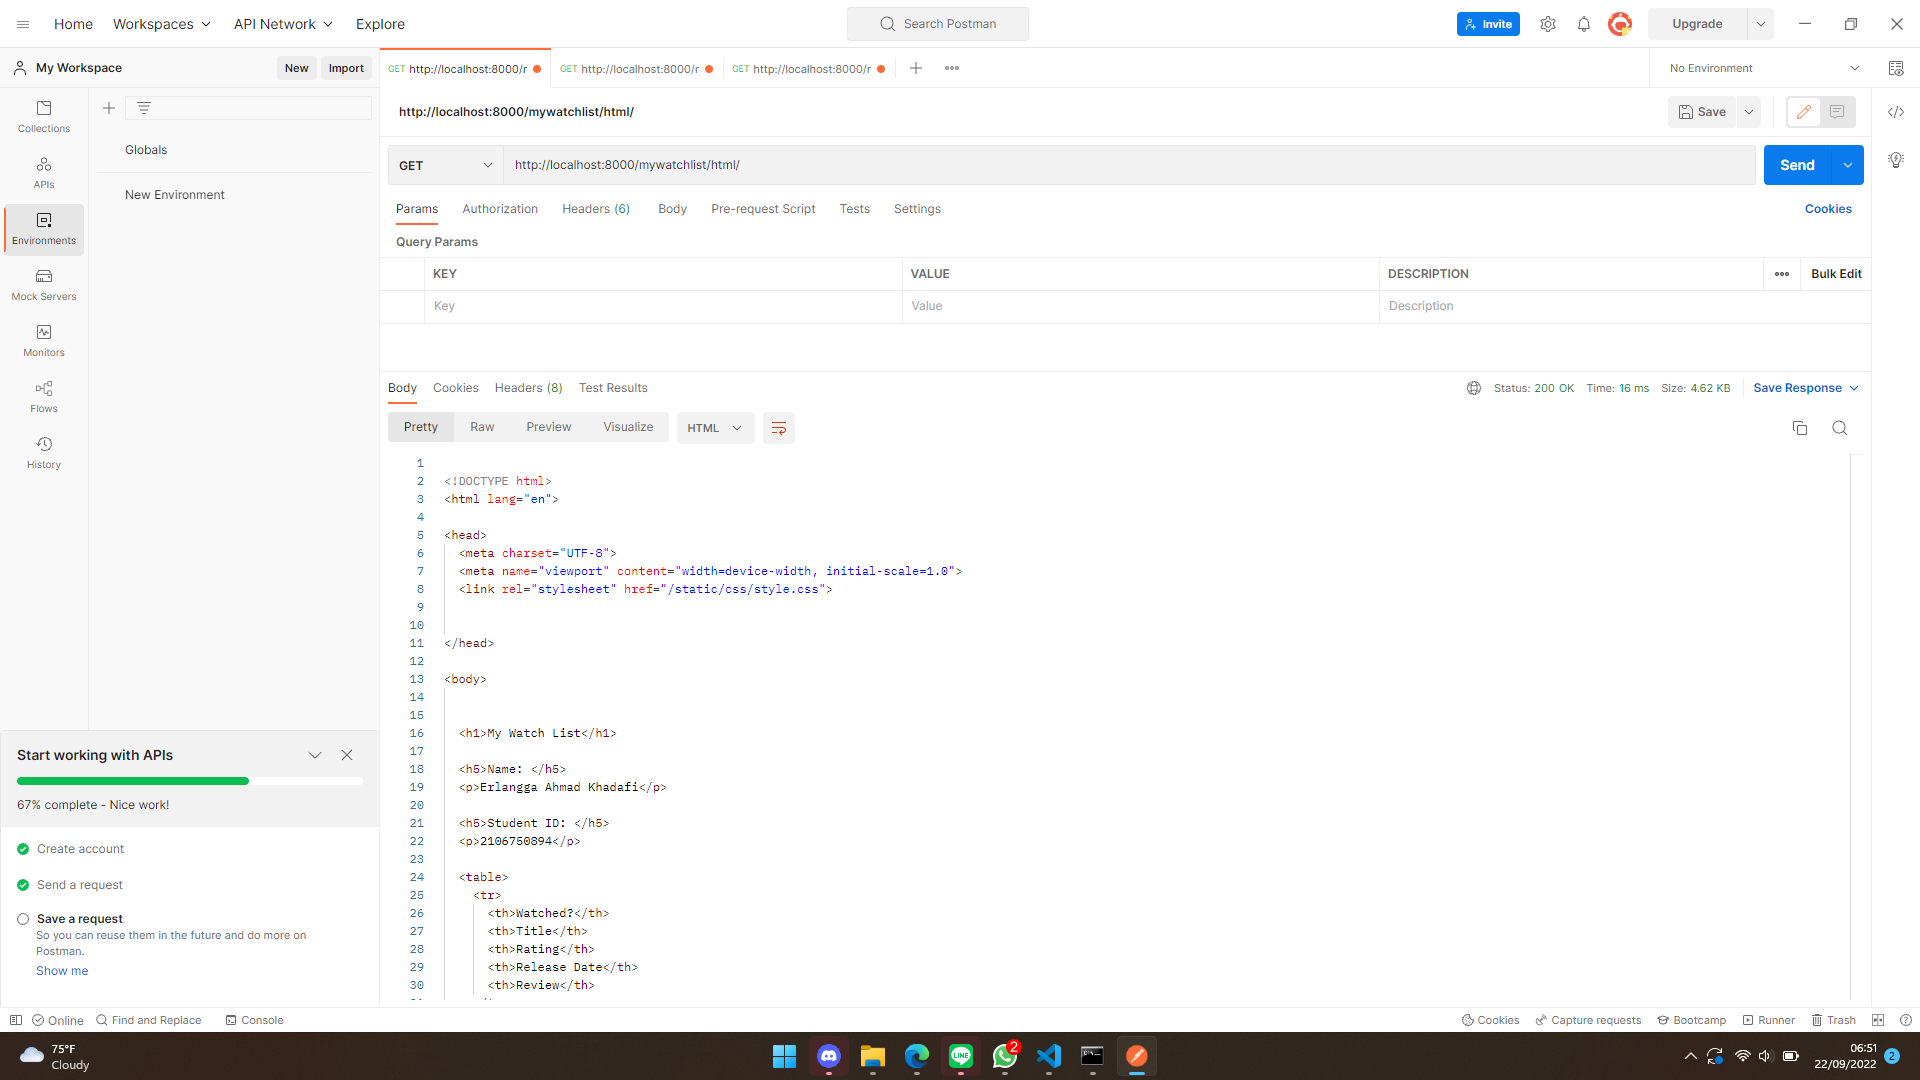 Home Workspaces API Network Explore Search Postman Invite Upgrade
My Workspace New Import GET http://localhost:8000/r GET http://localhost:8000/r GET http://localhost:8000/r No Environment
Collections
APIs
Environments
Mock Servers
Monitors
Flows
History
Globals
New Environment
http://localhost:8000/mywatchlist/html/ Save
GET http://localhost:8000/mywatchlist/html/ Send
Params Authorization Headers (6) Body Pre-request Script Tests Settings Cookies
Query Params
KEY VALUE DESCRIPTION Bulk Edit
Key Value Description
Body Cookies Headers (8) Test Results Status: 200 OK Time: 16 ms Size: 4.62 KB Save Response
Pretty Raw Preview Visualize HTML
1
2 <!DOCTYPE html>
3 <html lang="en">
4
5 <head>
6 <meta charset="UTF-8">
7 <meta name="viewport" content="width=device-width, initial-scale=1.0">
8 <link rel="stylesheet" href="/static/css/style.css">
9
10
11 </head>
12
13 <body>
14
15
16 <h1>My Watch List</h1>
17
18 <h5>Name: </h5>
19 <p>Erlangga Ahmad Khadafi</p>
20
21 <h5>Student ID: </h5>
22 <p>2106750894</p>
23
24 <table>
25 <tr>
26 <th>Watched?</th>
27 <th>Title</th>
28 <th>Rating</th>
29 <th>Release Date</th>
30 <th>Review</th>
Start working with APIs
67% complete - Nice work!
Create account
Send a request
Save a request
So you can reuse them in the future and do more on
Postman.
Show me
Online Find and Replace Console Cookies Capture requests Bootcamp Runner Trash
75°F
Cloudy
LINE
2
06:51
22/09/2022
2